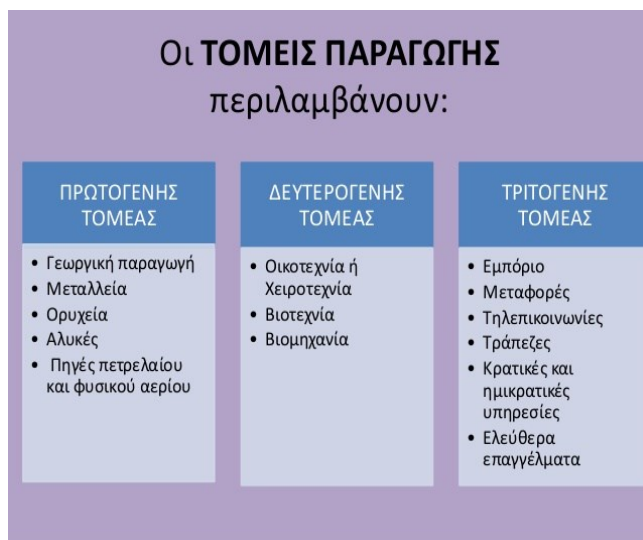 Οι ΤΟΜΕΙΣ ΠΑΡΑΓΩΓΗΣ
περιλαμβάνουν:
ΠΡΩΤΟΓΕΝΗΣ
ΤΟΜΕΑΣ
• Γεωργική παραγωγή
• Μεταλλεία
• Ορυχεία
• Αλυκές
• Πηγές πετρελαίου
και φυσικού αερίου
ΔΕΥΤΕΡΟΓΕΝΗΣ
ΤΟΜΕΑΣ
• Οικοτεχνία ή
Χειροτεχνία
• Βιοτεχνία
• Βιομηχανία
ΤΡΙΤΟΓΕΝΗΣ
ΤΟΜΕΑΣ
• Εμπόριο
• Μεταφορές
• Τηλεπικοινωνίες
• Τράπεζες
• Κρατικές και
ημικρατικές
υπηρεσίες
• Ελεύθερα
επαγγέλματα